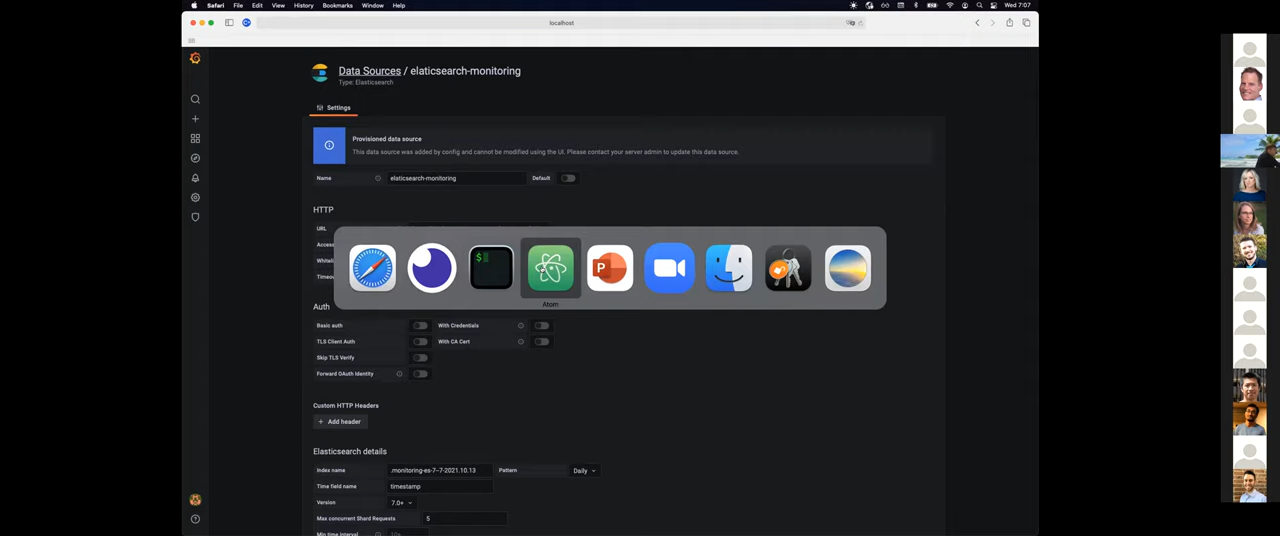 Safari File Edit View History Bookmarks Window Help Wed 7:07
localhost
Data Sources / elaticsearch-monitoring
Type: Elasticsearch
Settings
Provisioned data source
This data source was added by config and cannot be modified using the UI. Please contact your server admin to update this data source.
Name elaticsearch-monitoring Default
HTTP
URL
Access
Whitelis
Timeou
$
P
Atom
Auth
Basic auth With Credentials
TLS Client Auth With CA Cert
Skip TLS Verify
Forward OAuth Identity
Custom HTTP Headers
+ Add header
Elasticsearch details
Index name .monitoring-es-7-7-2021.10.13 Pattern Daily
Time field name timestamp
Version 7.0+
Max concurrent Shard Requests 5
Min time interval 10s